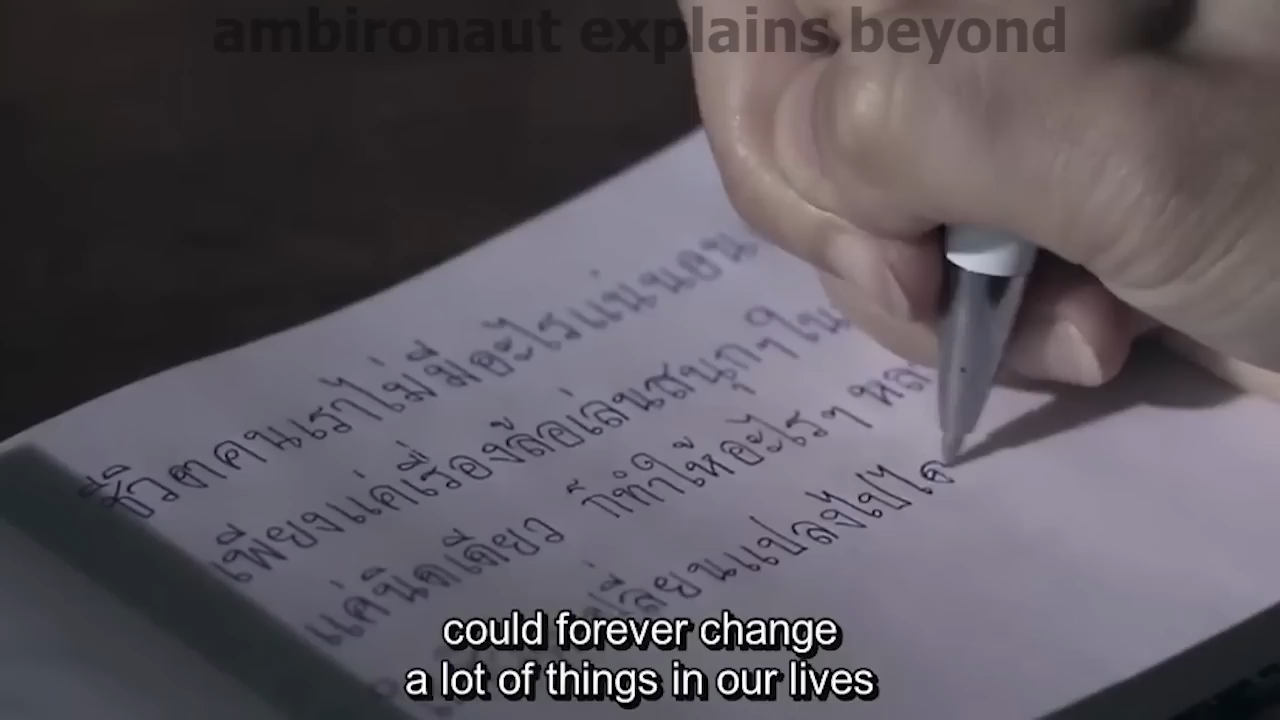 ambironaut explains beyond
ชีวิตคนเราไม่มีอะไรแน่นอน
เพียงแค่เรื่องล้อเล่นสนุกๆ ใน
แค่นิดเดียว ก็ทำให้อะไรๆ
เปลี่ยนแปลงไปได้
could forever change
a lot of things in our lives